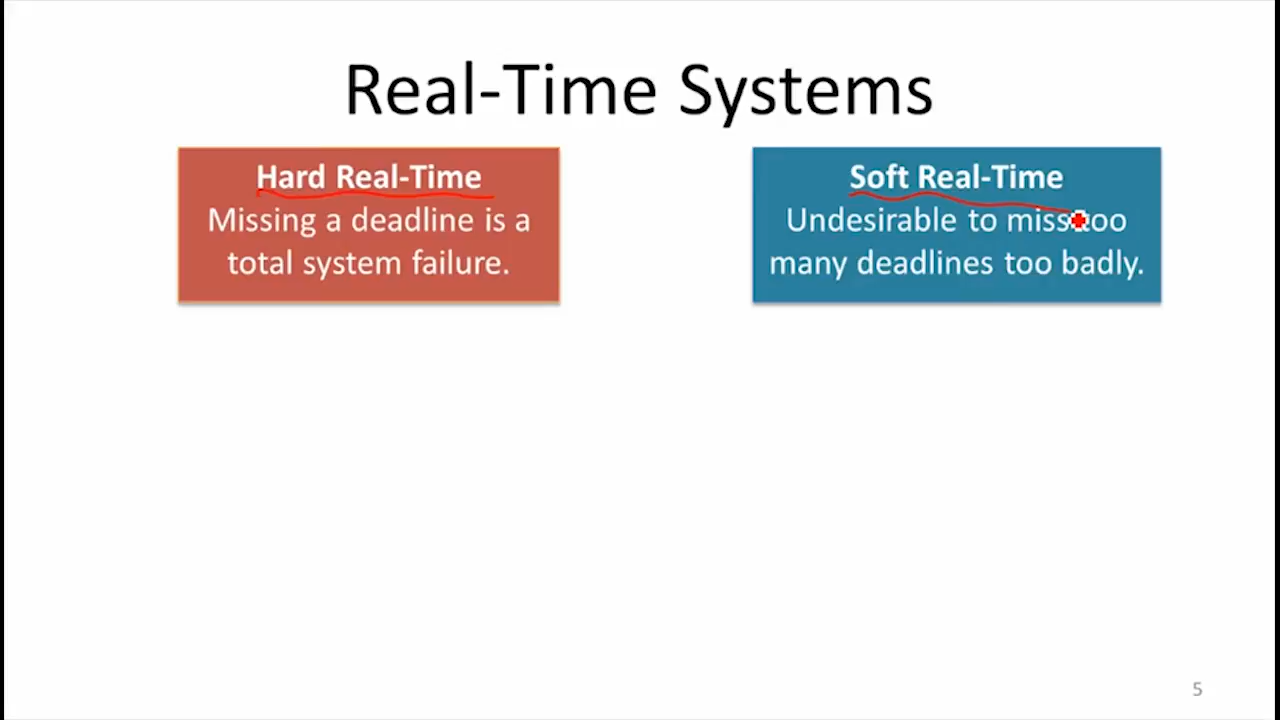 Real-Time Systems
Hard Real-Time
Missing a deadline is a
total system failure.
Soft Real-Time
Undesirable to miss too
many deadlines too badly.
5